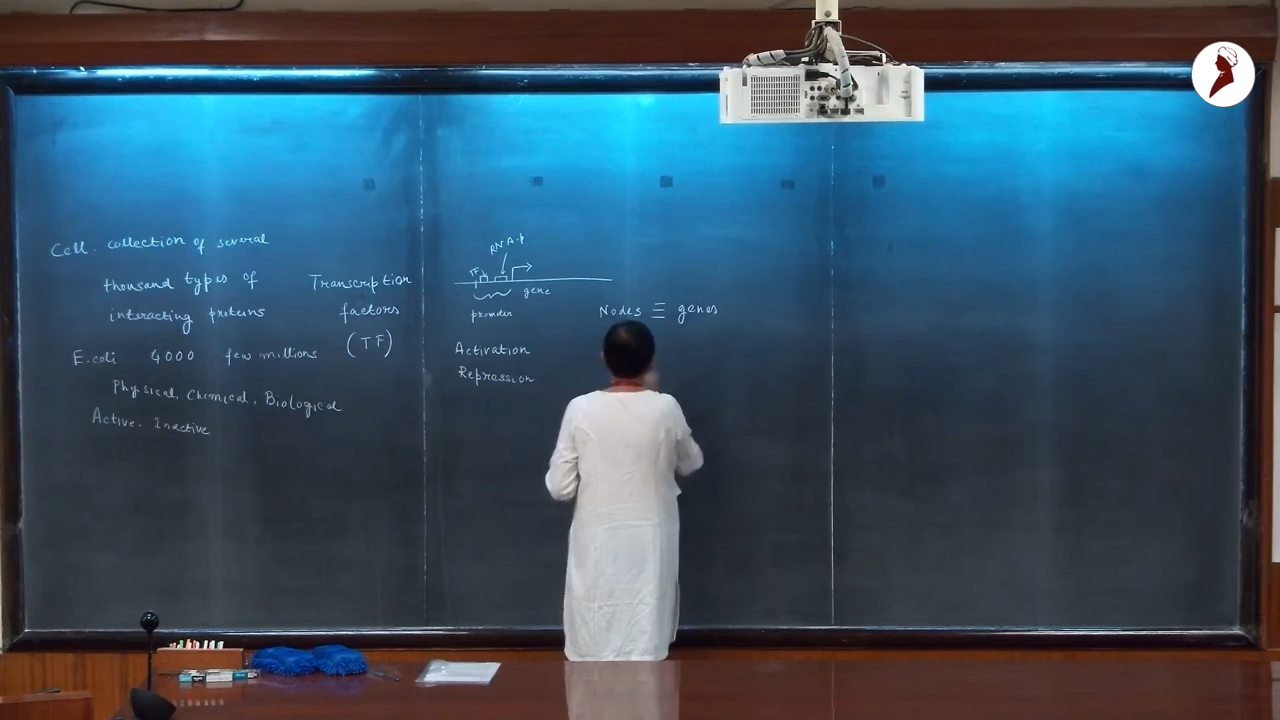 Cell. collection of several
thousand types of
interacting proteins
E.coli 4000 few millions
Physical, Chemical, Biological
Active. Inactive
Transcription
factors
(TF)
RNA-p
TF
gene
promoter
Activation
Repression
Nodes ≡ genes